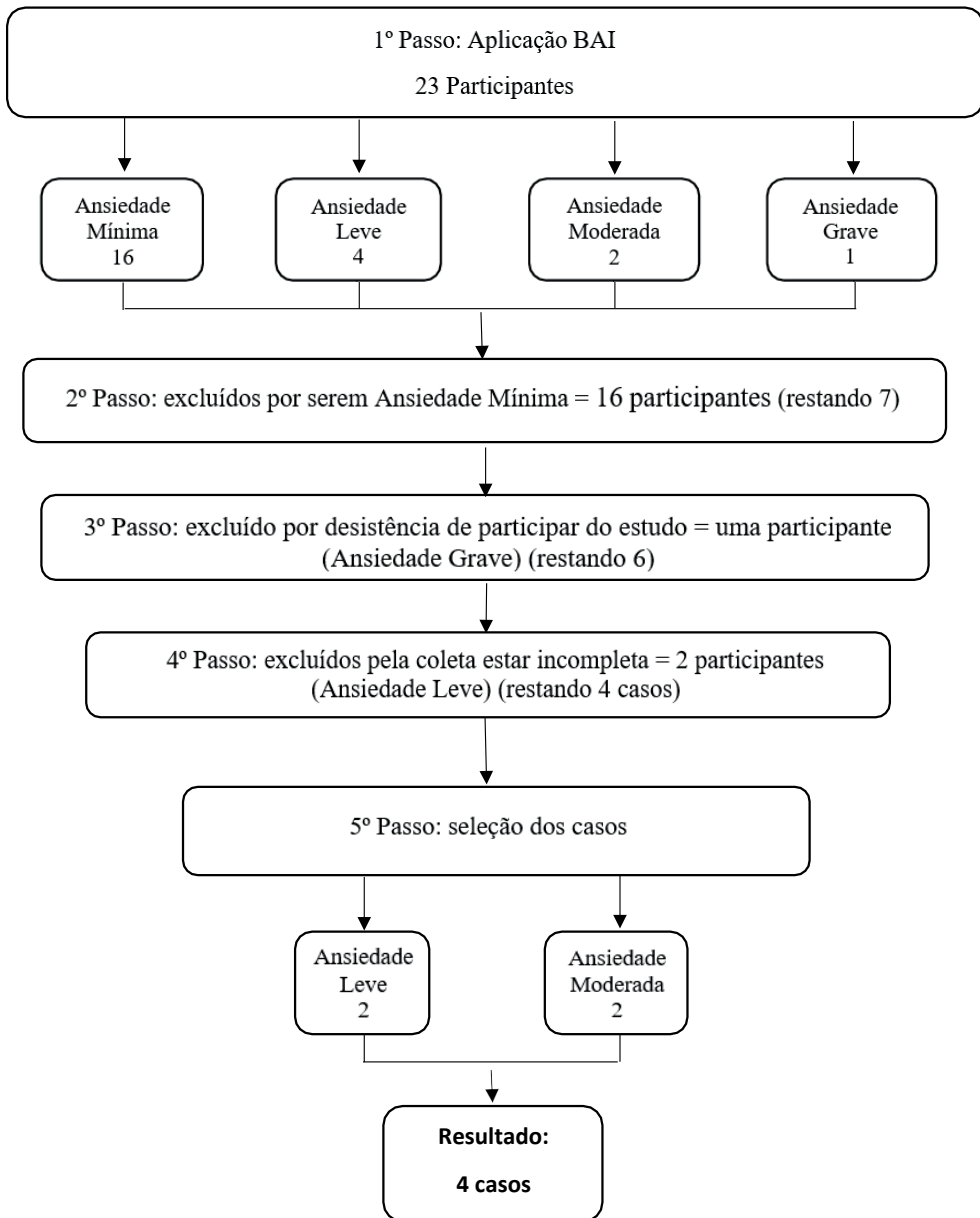 1º Passo: Aplicação BAI
23 Participantes
Ansiedade
Mínima
16
Ansiedade
Leve
4
Ansiedade
Moderada
2
Ansiedade
Grave
1
2º Passo: excluídos por serem Ansiedade Mínima = 16 participantes (restando 7)
3º Passo: excluído por desistência de participar do estudo = uma participante
(Ansiedade Grave) (restando 6)
4º Passo: excluídos pela coleta estar incompleta = 2 participantes
(Ansiedade Leve) (restando 4 casos)
5º Passo: seleção dos casos
Ansiedade
Leve
2
Ansiedade
Moderada
2
Resultado:
4 casos